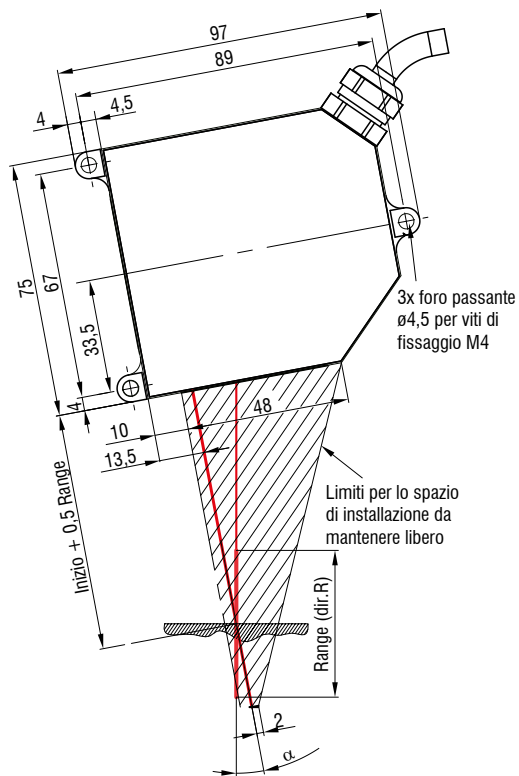 97
89
4
4,5
75
67
33,5
4
3x foro passante
ø4,5 per viti di
fissaggio M4
10
48
13,5
Inizio + 0,5 Range
Limiti per lo spazio
di installazione da
mantenere libero
Range (dir.R)
2
α